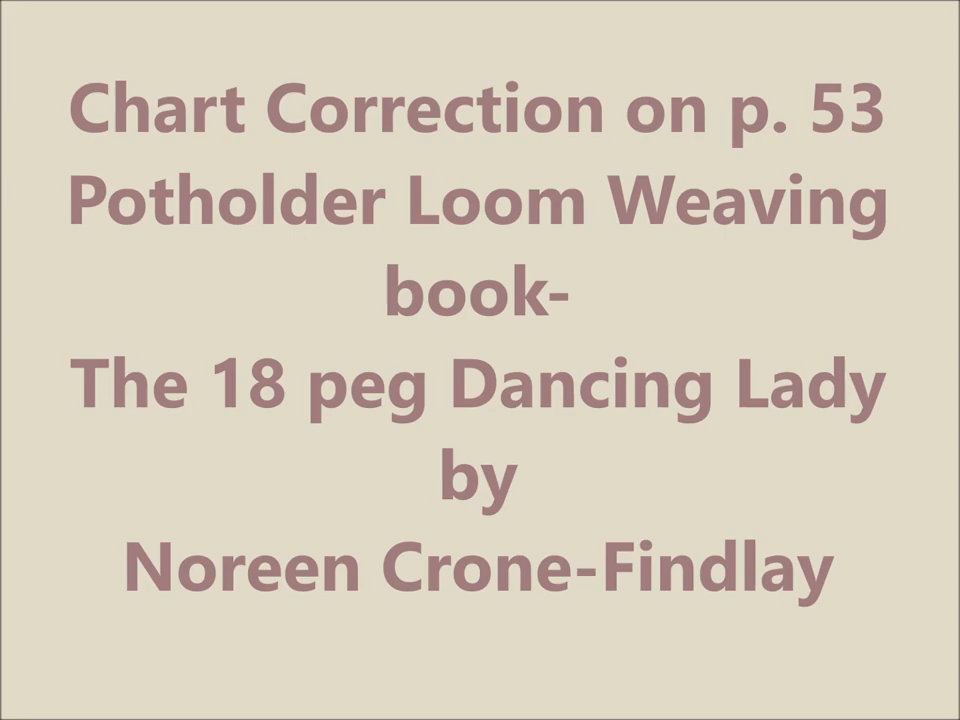 Chart Correction on p. 53
Potholder Loom Weaving
book-
The 18 peg Dancing Lady
by
Noreen Crone-Findlay